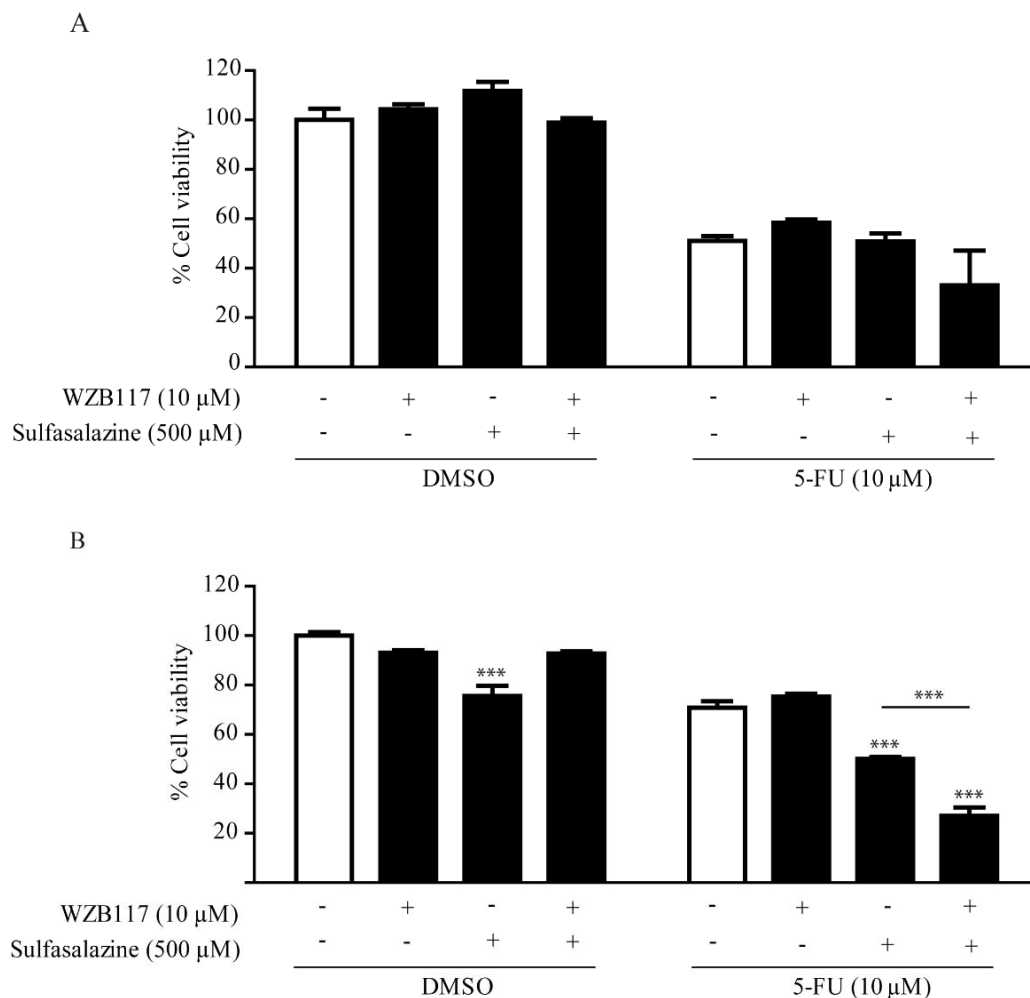 A
120
100
80
60
40
20
0
% Cell viability
WZB117 (10 µM) - + - + - + - +
Sulfasalazine (500 µM) - - + + - - + +
DMSO 5-FU (10 µM)
B
120
100
80
60
40
20
% Cell viability
***
***
***
***
WZB117 (10 µM) - + - + - + - +
Sulfasalazine (500 µM) - - + + - - + +
DMSO 5-FU (10 µM)